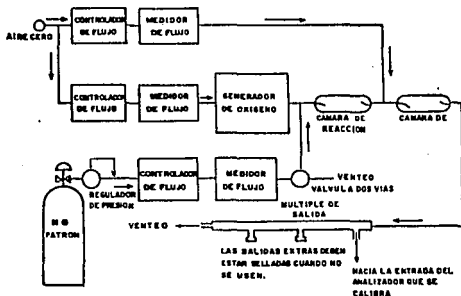 CONTROLADOR
DE FLUJO
MEDIDOR
DE FLUJO
AIRE CERO
CONTROLADOR
DE FLUJO
MEDIDOR
DE FLUJO
GENERADOR
DE OXIGENO
CAMARA DE
REACCION
CAMARA DE
REGULADOR
DE PRESION
CONTROLADOR
DE FLUJO
MEDIDOR
DE FLUJO
VENTEO
VALVULA DOS VIAS
PATRON
MULTIPLE DE
SALIDA
VENTEO
LAS SALIDAS EXTRAS DEBEN
ESTAR SELLADAS CUANDO NO
SE USEN.
HACIA LA ENTRADA DEL
ANALIZADOR QUE SE
CALIBRA